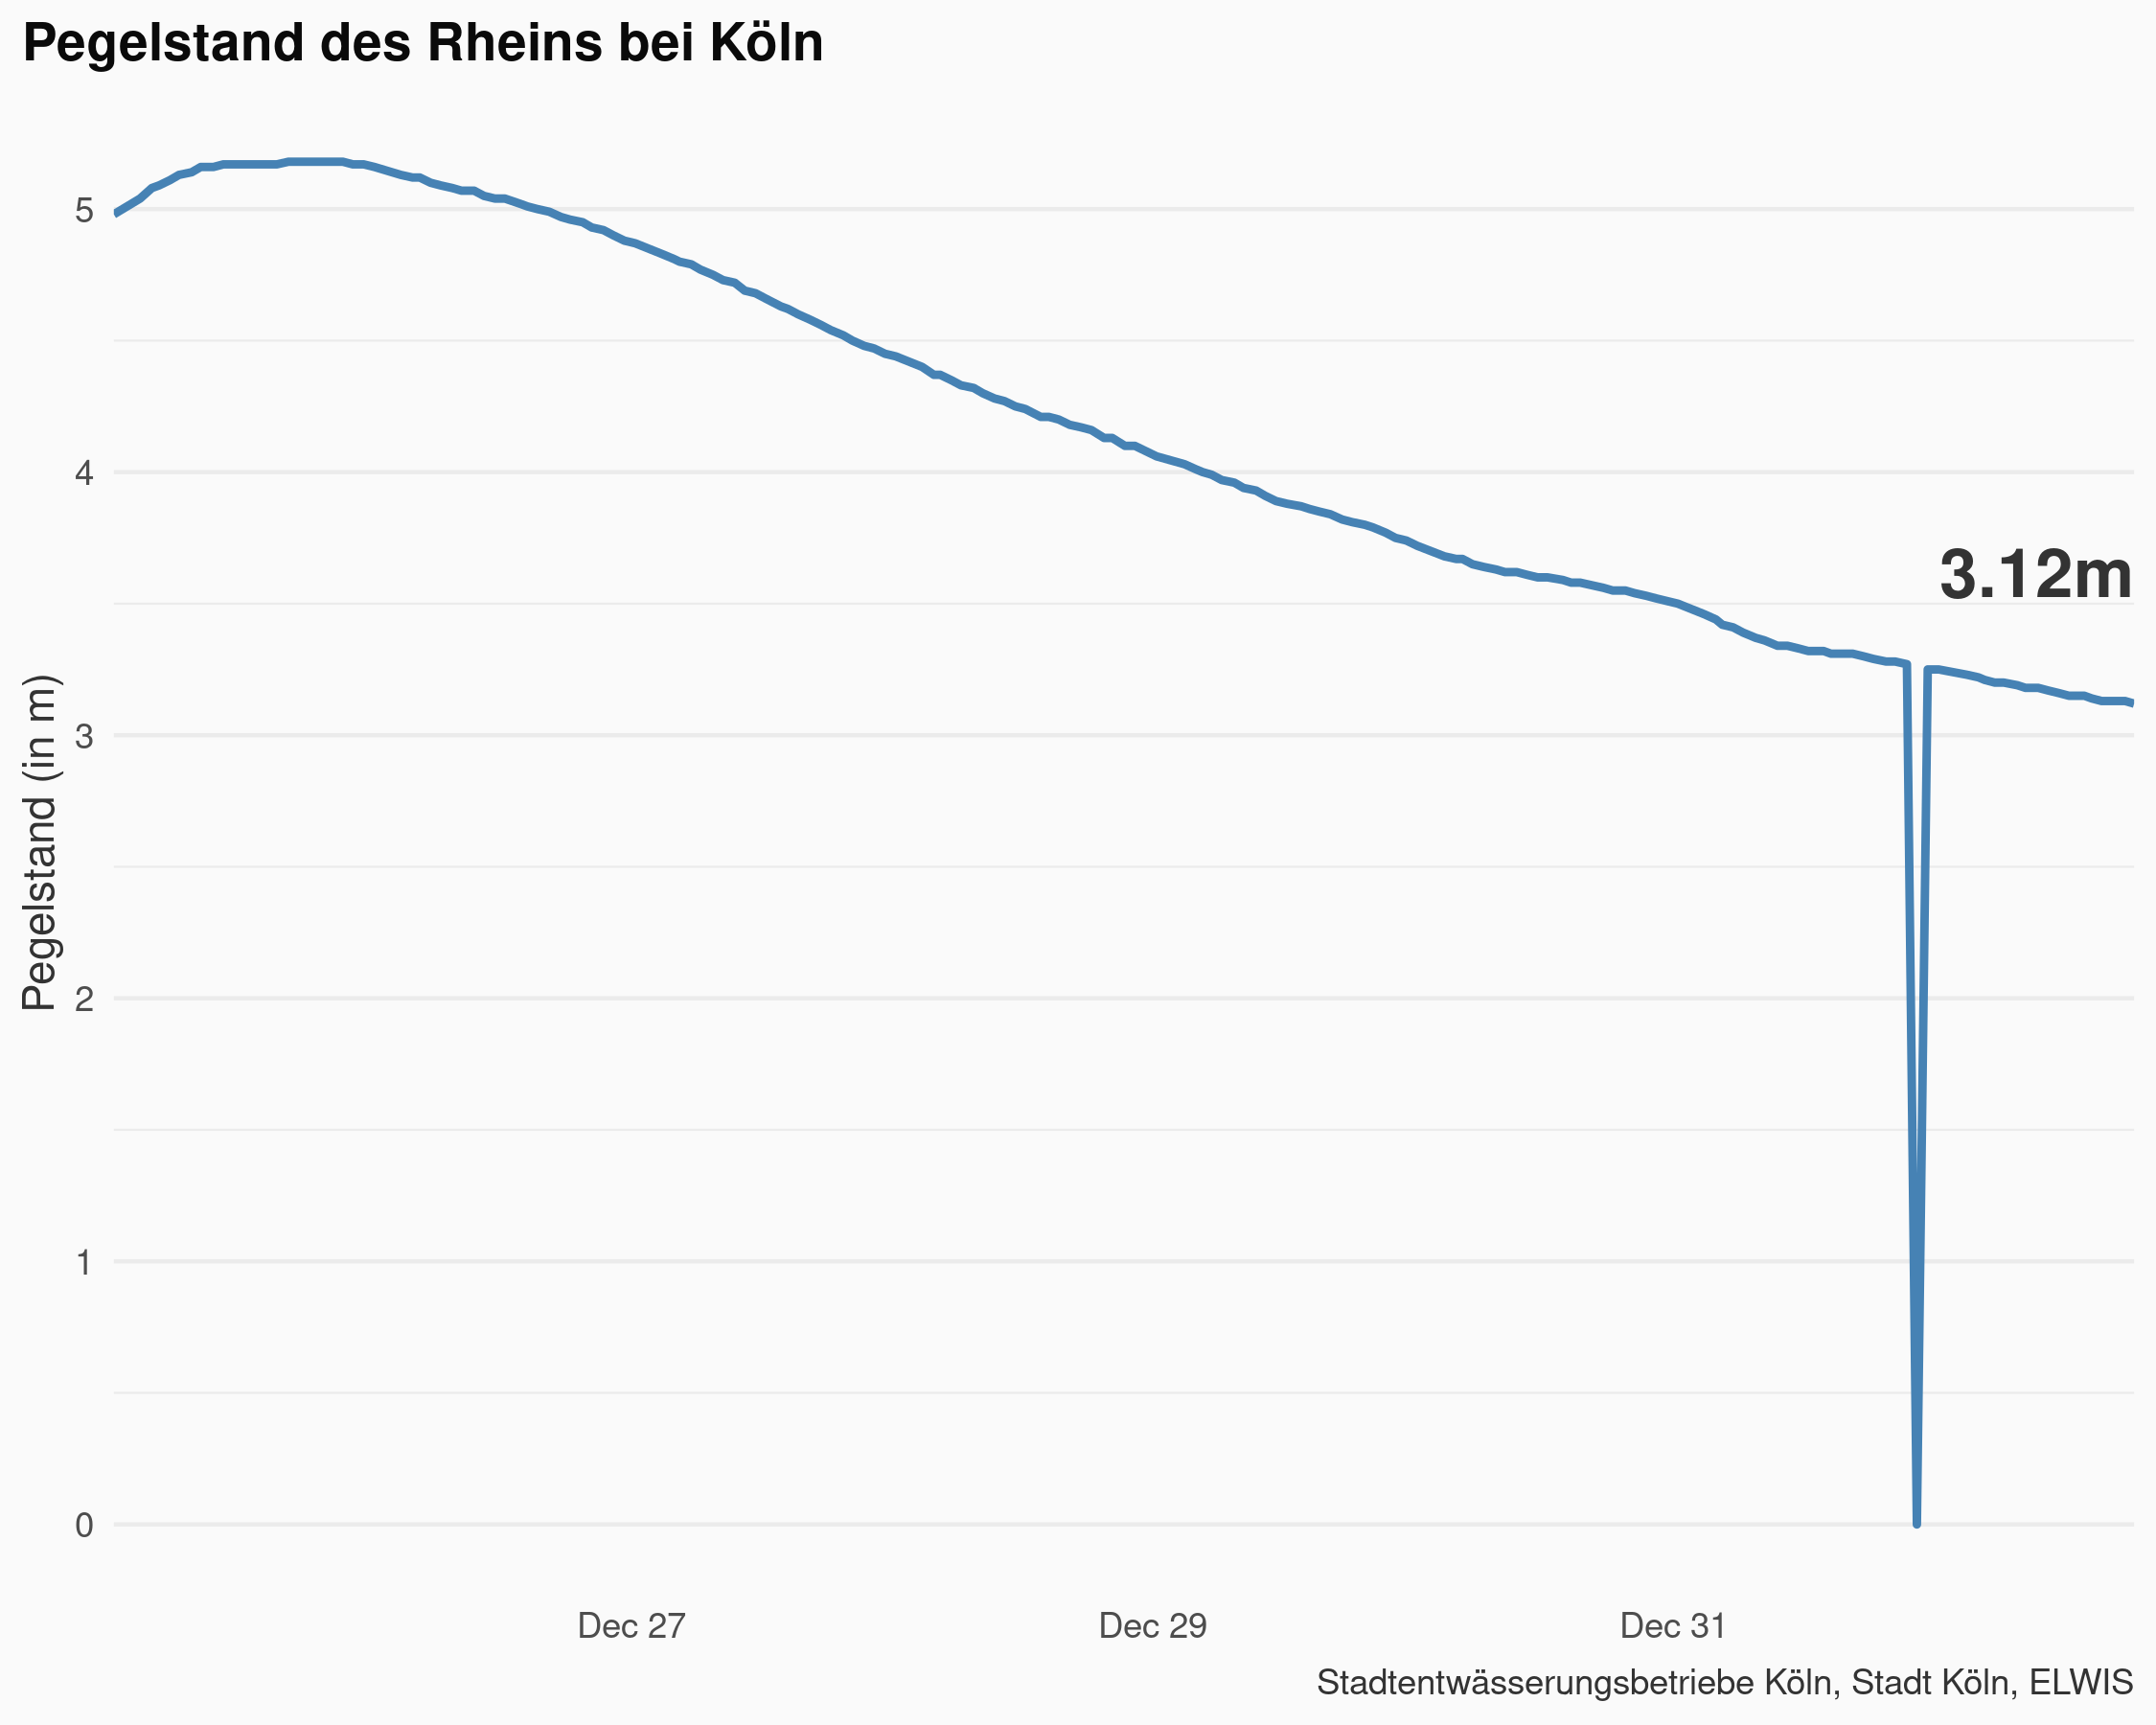 Pegelstand des Rheins bei Köln
Pegelstand (in m)
5
4
3
2
1
0
3.12m
Dec 27
Dec 29
Dec 31
Stadtentwässerungsbetriebe Köln, Stadt Köln, ELWIS